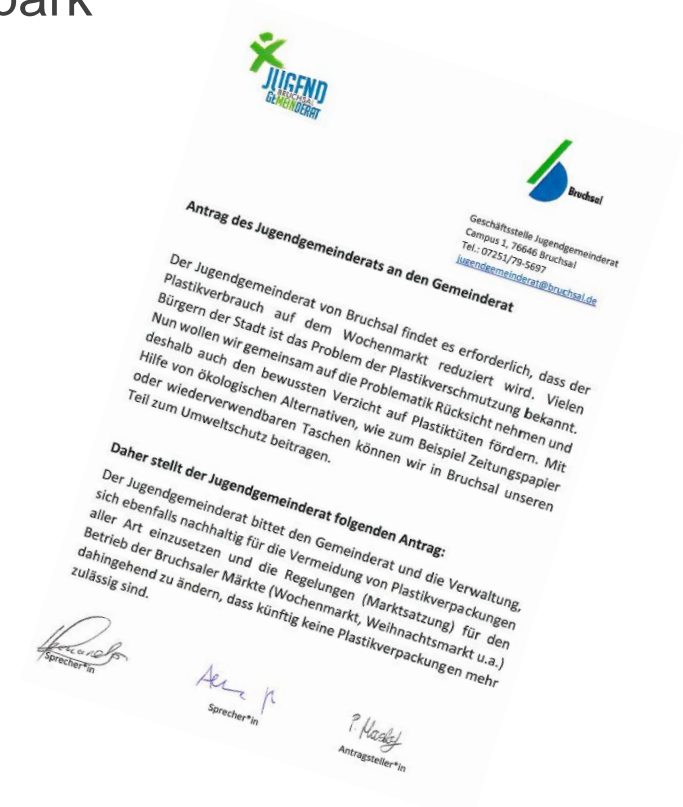 park
JUGEND
BRUCHSAL
GEMEINDERAT
Bruchsal
Geschäftsstelle Jugendgemeinderat
Campus 1, 76646 Bruchsal
Tel.: 07251/79-5697
jugendgemeinderat@bruchsal.de
Antrag des Jugendgemeinderats an den Gemeinderat
Der Jugendgemeinderat von Bruchsal findet es erforderlich, dass der
Plastikverbrauch auf dem Wochenmarkt reduziert wird. Vielen
Bürgern der Stadt ist das Problem der Plastikverschmutzung bekannt.
Nun wollen wir gemeinsam auf die Problematik Rücksicht nehmen und
deshalb auch den bewussten Verzicht auf Plastiktüten fördern. Mit
Hilfe von ökologischen Alternativen, wie zum Beispiel Zeitungspapier
oder wiederverwendbaren Taschen können wir in Bruchsal unseren
Teil zum Umweltschutz beitragen.
Daher stellt der Jugendgemeinderat folgenden Antrag:
Der Jugendgemeinderat bittet den Gemeinderat und die Verwaltung,
sich ebenfalls nachhaltig für die Vermeidung von Plastikverpackungen
aller Art einzusetzen und die Regelungen (Marktsatzung) für den
Betrieb der Bruchsaler Märkte (Wochenmarkt, Weihnachtsmarkt u.a.)
dahingehend zu ändern, dass künftig keine Plastikverpackungen mehr
zulässig sind.
Sprecher*in
Sprecher*in
Antragsteller*in